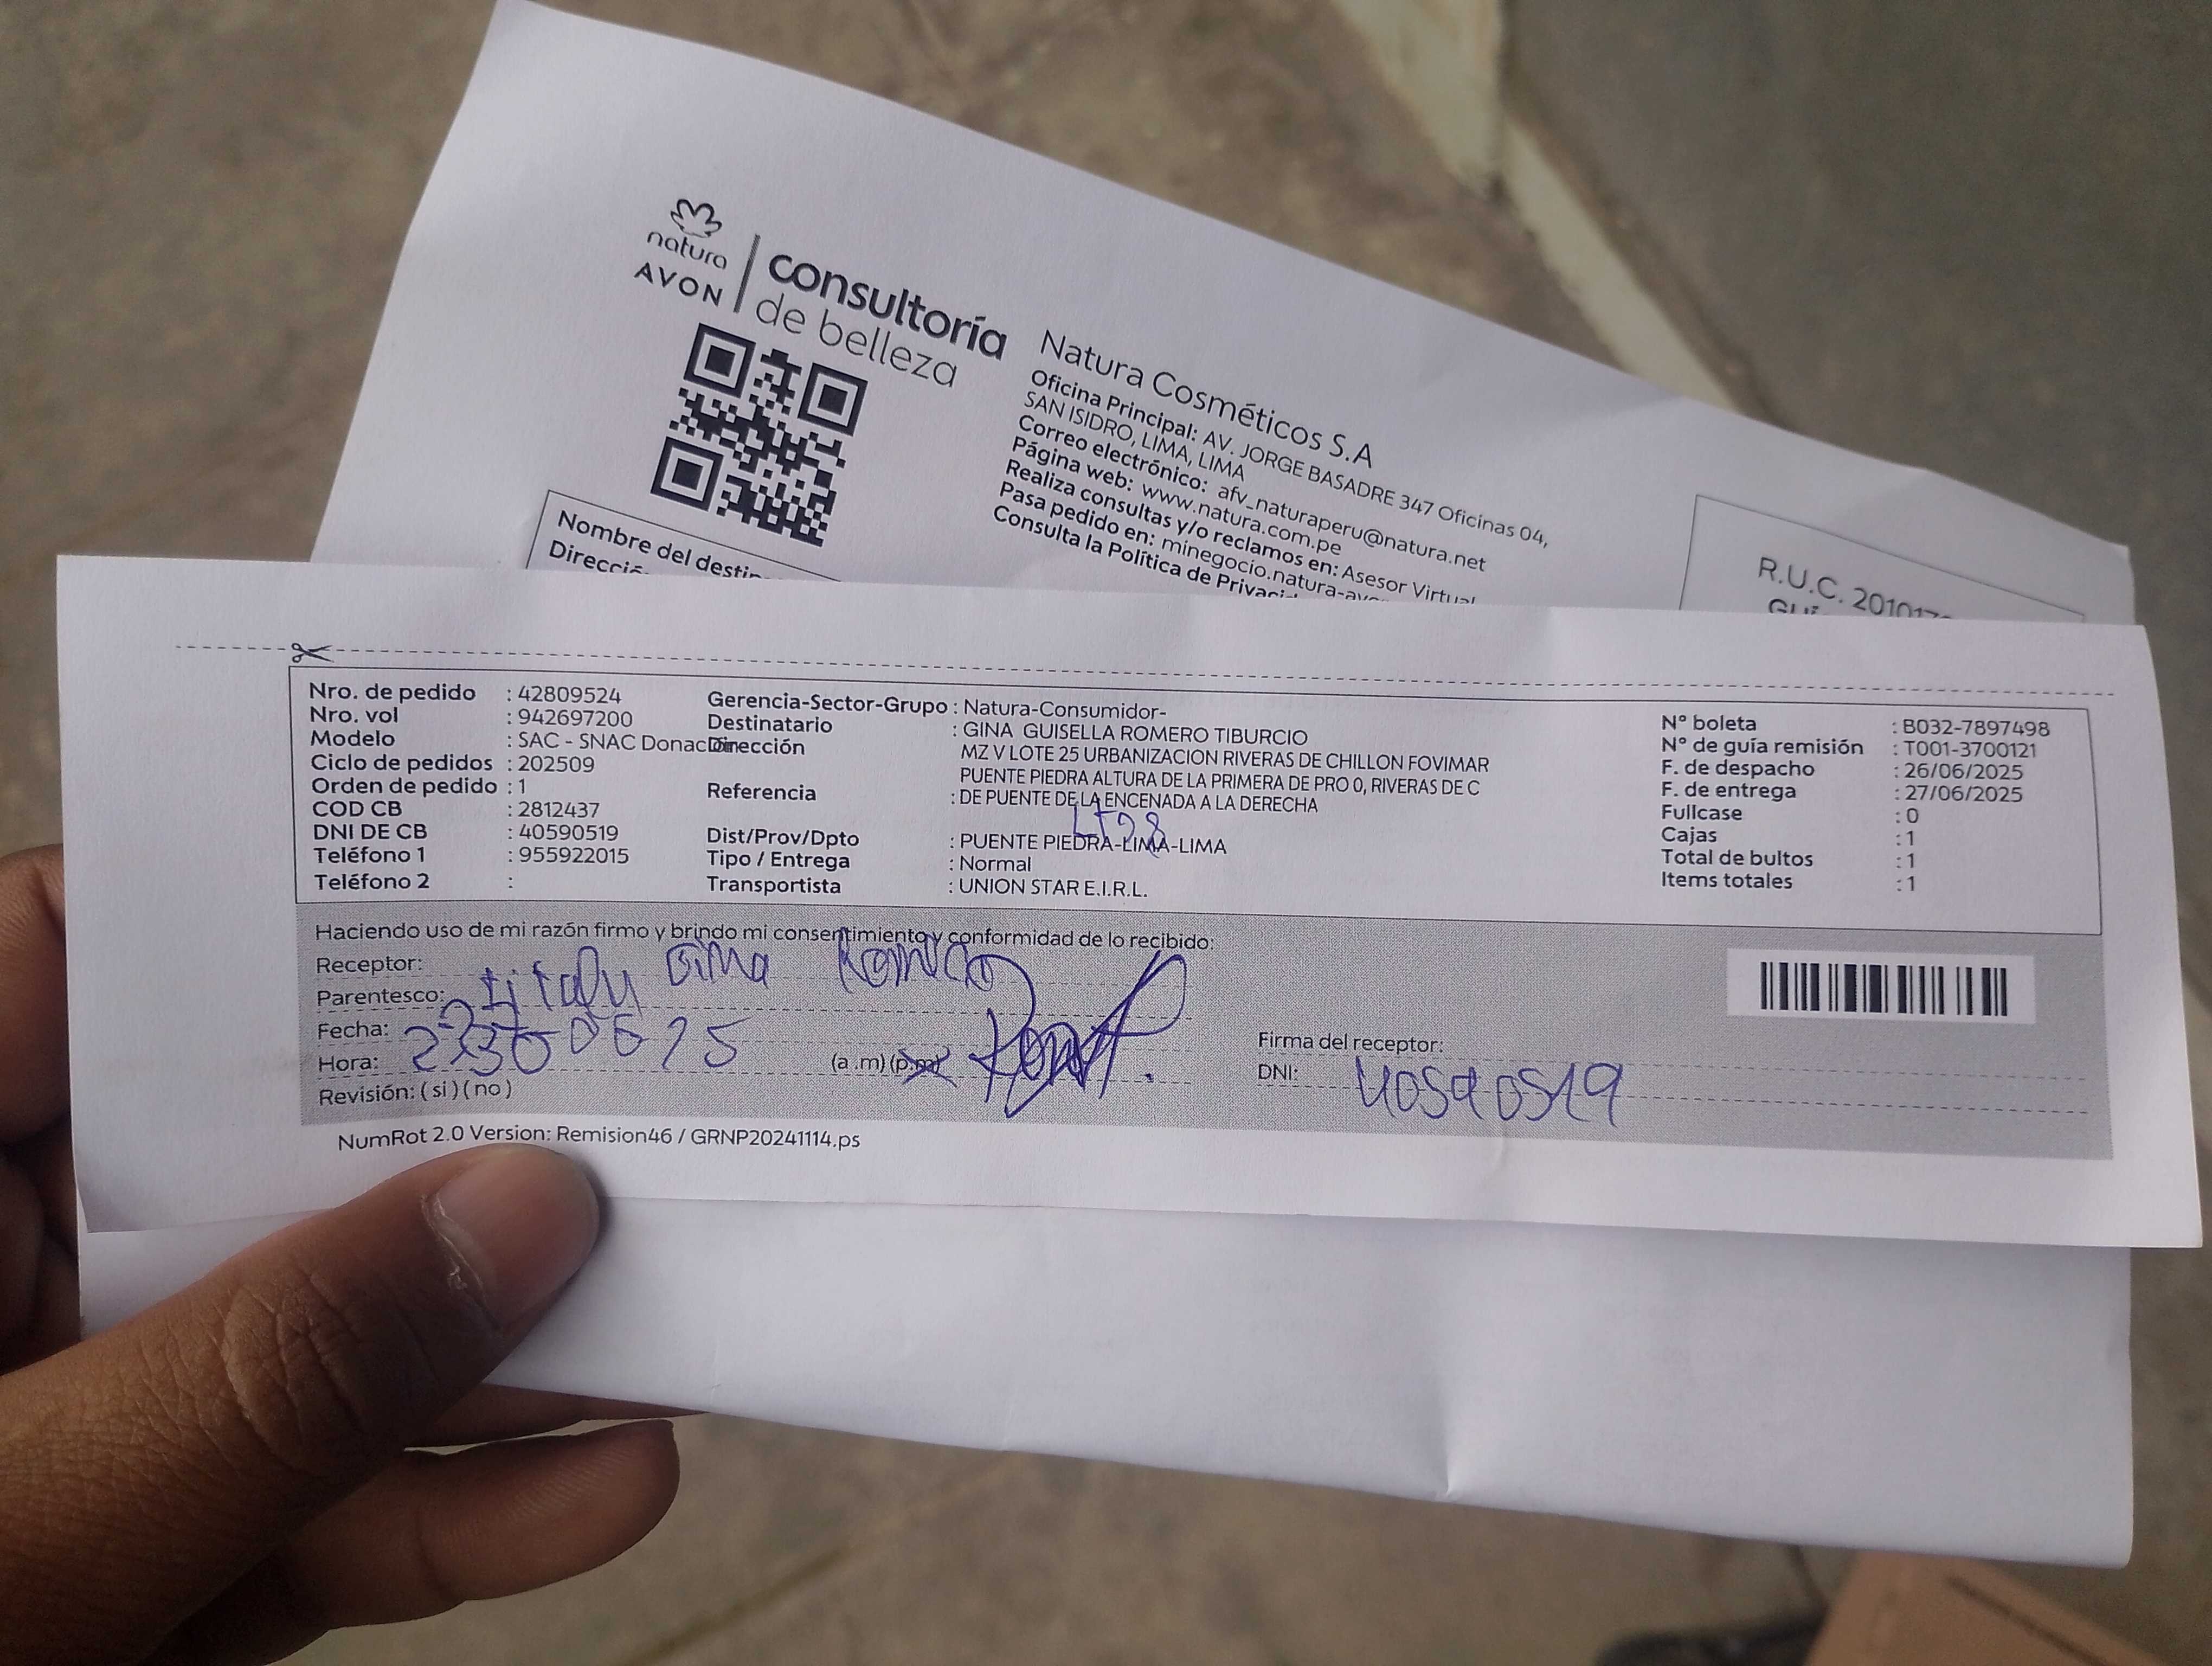 natura
AVON
consultoría
de belleza
Natura Cosméticos S.A
Oficina Principal: AV. JORGE BASADRE 347 Oficinas 04,
SAN ISIDRO, LIMA, LIMA
Correo electrónico: afv_naturaperu@natura.net
Página web: www.natura.com.pe
Realiza consultas y/o reclamos en: Asesor Virtual
Pasa pedido en: minegocio.natura-avo
Consulta la Política de Privaci
Nombre del destin
Direcci
R.U.C. 201017
Nro. de pedido : 42809524
Nro. vol : 942697200
Modelo : SAC - SNAC Donac
Ciclo de pedidos : 202509
Orden de pedido : 1
COD CB : 2812437
DNI DE CB : 40590519
Teléfono 1 : 955922015
Teléfono 2 :
Gerencia-Sector-Grupo : Natura-Consumidor-
Destinatario : GINA GUISELLA ROMERO TIBURCIO
Dirección MZ V LOTE 25 URBANIZACION RIVERAS DE CHILLON FOVIMAR
PUENTE PIEDRA ALTURA DE LA PRIMERA DE PRO 0, RIVERAS DE C
Referencia : DE PUENTE DE LA ENCENADA A LA DERECHA
Dist/Prov/Dpto : PUENTE PIEDRA-LIMA-LIMA
Tipo / Entrega : Normal
Transportista : UNION STAR E.I.R.L.
N° boleta : B032-7897498
N° de guía remisión : T001-3700121
F. de despacho : 26/06/2025
F. de entrega : 27/06/2025
Fullcase : 0
Cajas : 1
Total de bultos : 1
Items totales : 1
Haciendo uso de mi razón firmo y brindo mi consentimiento y conformidad de lo recibido:
Receptor: Gina Romero
Parentesco:
Fecha:
Hora: (a .m) (p.m)
Revisión: ( si ) ( no )
Firma del receptor:
DNI: 40590519
NumRot 2.0 Version: Remision46 / GRNP20241114.ps